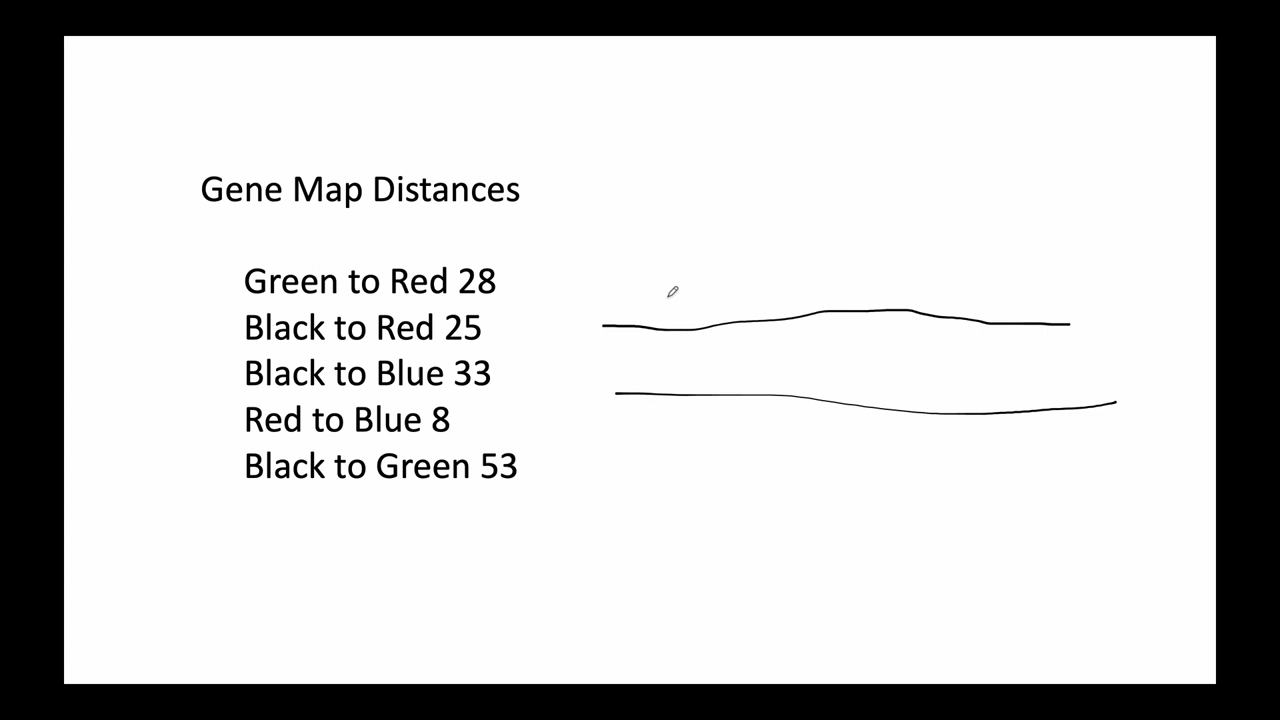 Gene Map Distances
Green to Red 28
Black to Red 25
Black to Blue 33
Red to Blue 8
Black to Green 53